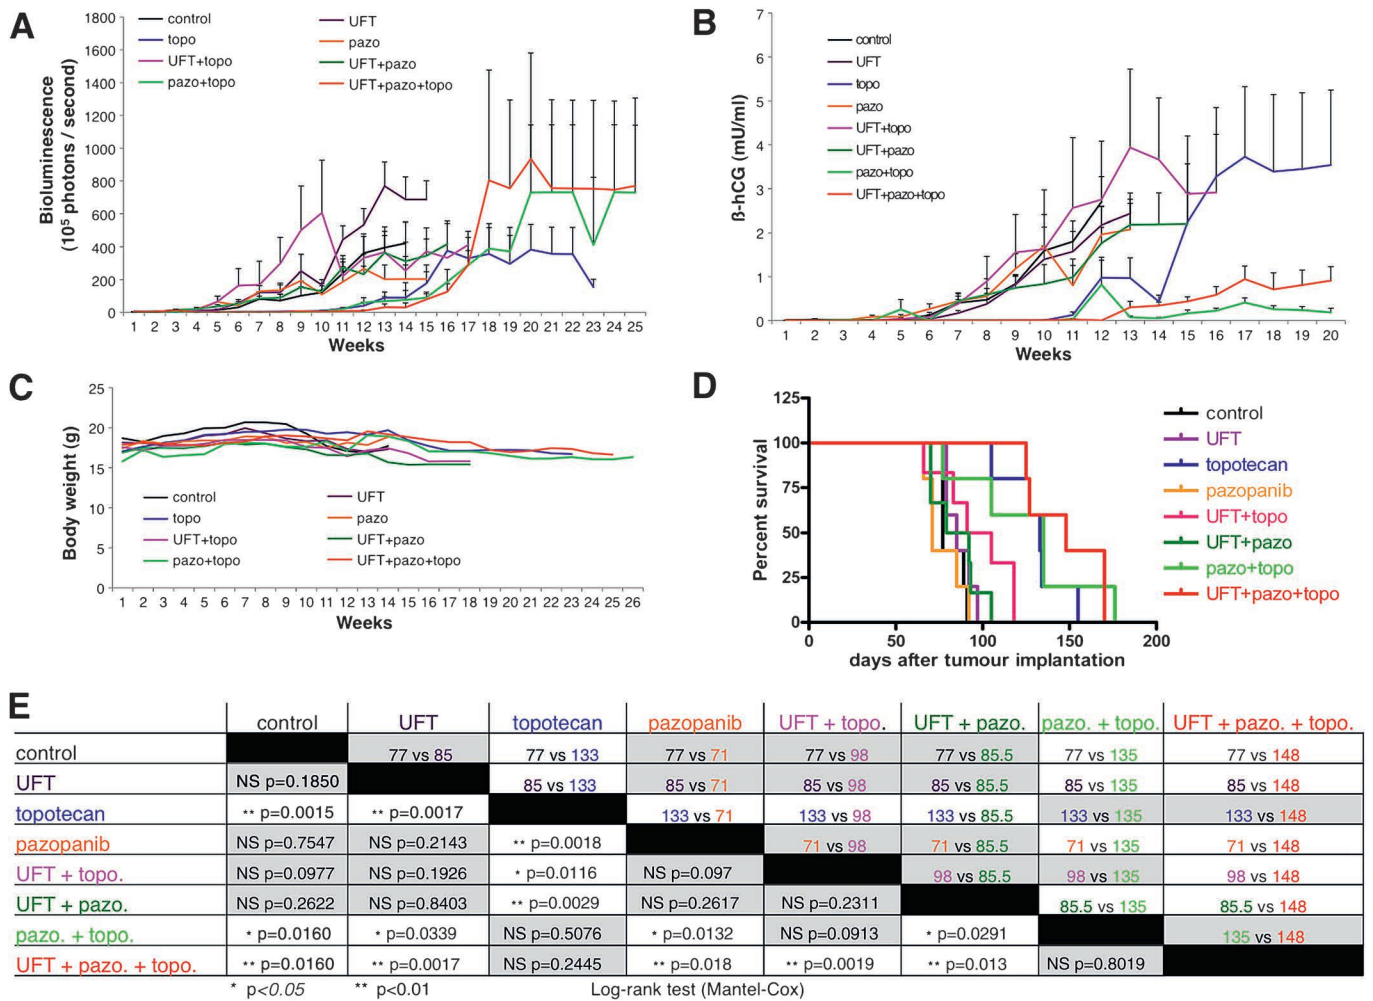 A
Bioluminescence
(10⁵ photons / second)
1800
1600
1400
1200
1000
800
600
400
200
0
control
topo
UFT+topo
pazo+topo
UFT
pazo
UFT+pazo
UFT+pazo+topo
1 2 3 4 5 6 7 8 9 10 11 12 13 14 15 16 17 18 19 20 21 22 23 24 25
Weeks
B
ß-hCG (mU/ml)
7
6
5
4
3
2
1
0
control
UFT
topo
pazo
UFT+topo
UFT+pazo
pazo+topo
UFT+pazo+topo
1 2 3 4 5 6 7 8 9 10 11 12 13 14 15 16 17 18 19 20
Weeks
C
Body weight (g)
25
20
15
10
5
0
control
topo
UFT+topo
pazo+topo
UFT
pazo
UFT+pazo
UFT+pazo+topo
1 2 3 4 5 6 7 8 9 10 11 12 13 14 15 16 17 18 19 20 21 22 23 24 25 26
Weeks
D
Percent survival
125
100
75
50
25
0
0 50 100 150 200
days after tumour implantation
control
UFT
topotecan
pazopanib
UFT+topo
UFT+pazo
pazo+topo
UFT+pazo+topo
E
control UFT topotecan pazopanib UFT + topo. UFT + pazo. pazo. + topo. UFT + pazo. + topo.
control 77 vs 85 77 vs 133 77 vs 71 77 vs 98 77 vs 85.5 77 vs 135 77 vs 148
UFT NS p=0.1850 85 vs 133 85 vs 71 85 vs 98 85 vs 85.5 85 vs 135 85 vs 148
topotecan ** p=0.0015 ** p=0.0017 133 vs 71 133 vs 98 133 vs 85.5 133 vs 135 133 vs 148
pazopanib NS p=0.7547 NS p=0.2143 ** p=0.0018 71 vs 98 71 vs 85.5 71 vs 135 71 vs 148
UFT + topo. NS p=0.0977 NS p=0.1926 * p=0.0116 NS p=0.097 98 vs 85.5 98 vs 135 98 vs 148
UFT + pazo. NS p=0.2622 NS p=0.8403 ** p=0.0029 NS p=0.2617 NS p=0.2311 85.5 vs 135 85.5 vs 148
pazo. + topo. * p=0.0160 * p=0.0339 NS p=0.5076 * p=0.0132 NS p=0.0913 * p=0.0291 135 vs 148
UFT + pazo. + topo. ** p=0.0160 ** p=0.0017 NS p=0.2445 ** p=0.018 ** p=0.0019 ** p=0.013 NS p=0.8019
* p<0.05 ** p<0.01 Log-rank test (Mantel-Cox)